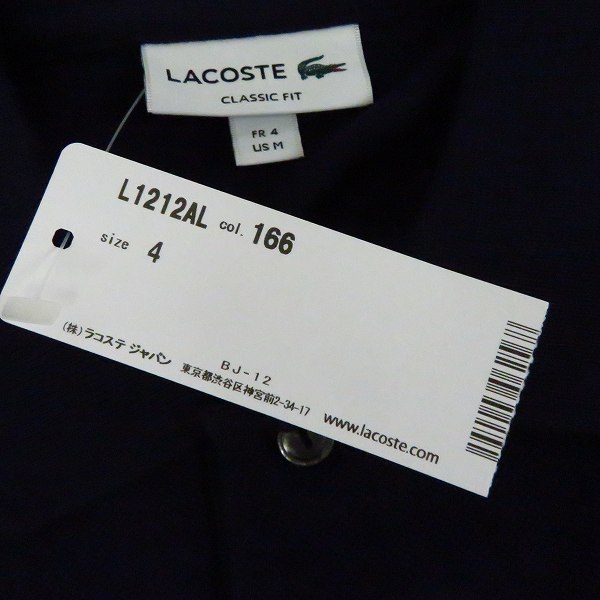 LACOSTE
CLASSIC FIT
FR 4
US M
L1212AL col. 166
size 4
(株)ラコステ ジャパン
BJ-12
東京都渋谷区神宮前2-34-17
www.lacoste.com